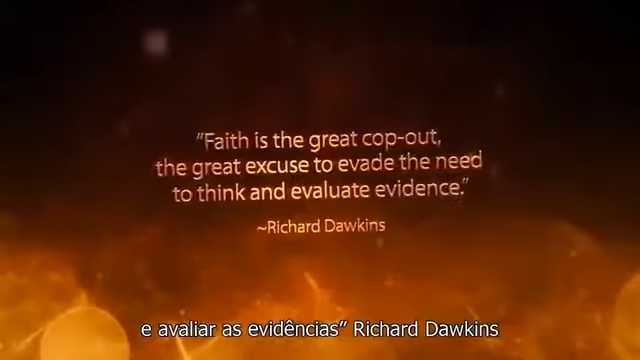 “Faith is the great cop-out,
the great excuse to evade the need
to think and evaluate evidence.”
~Richard Dawkins
e avaliar as evidências” Richard Dawkins